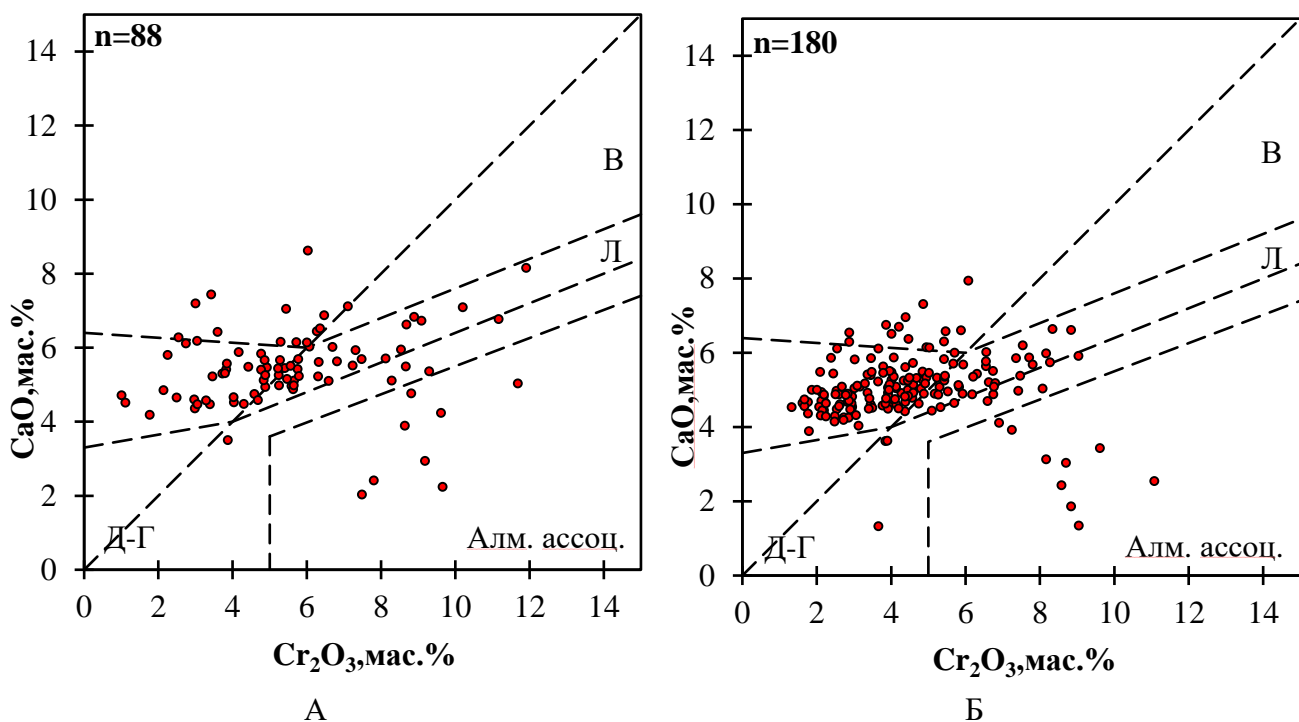 n=88
14
12
10
8
6
4
2
0
CaO,мас.%
В
Л
Д-Г
Алм. ассоц.
0 2 4 6 8 10 12 14
Cr₂O₃,мас.%
А
n=180
14
12
10
8
6
4
2
0
CaO,мас.%
В
Л
Д-Г
Алм. ассоц.
0 2 4 6 8 10 12 14
Cr₂O₃,мас.%
Б